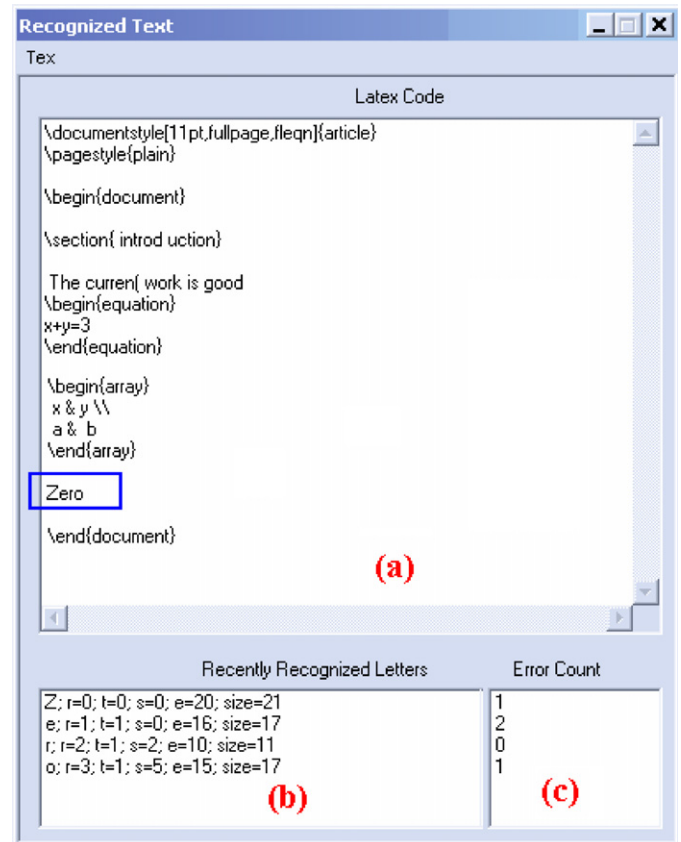 Recognized Text
Tex
Latex Code
\documentstyle[11pt,fullpage,fleqn]{article}
\pagestyle{plain}
\begin{document}
\section{ introd uction}
The curren( work is good
\begin{equation}
x+y=3
\end{equation}
\begin{array}
x & y \\
a & b
\end{array}
Zero
\end{document}
(a)
Recently Recognized Letters
Error Count
Z; r=0; t=0; s=0; e=20; size=21
e; r=1; t=1; s=0; e=16; size=17
r; r=2; t=1; s=2; e=10; size=11
o; r=3; t=1; s=5; e=15; size=17
(b)
1
2
0
1
(c)